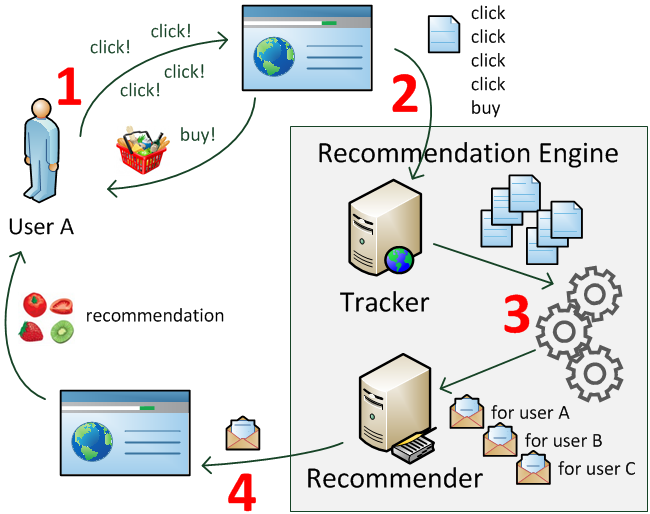 click!
click!
click!
click!
1
buy!
User A
2
click
click
click
click
buy
Recommendation Engine
Tracker
3
for user A
for user B
for user C
Recommender
4
recommendation